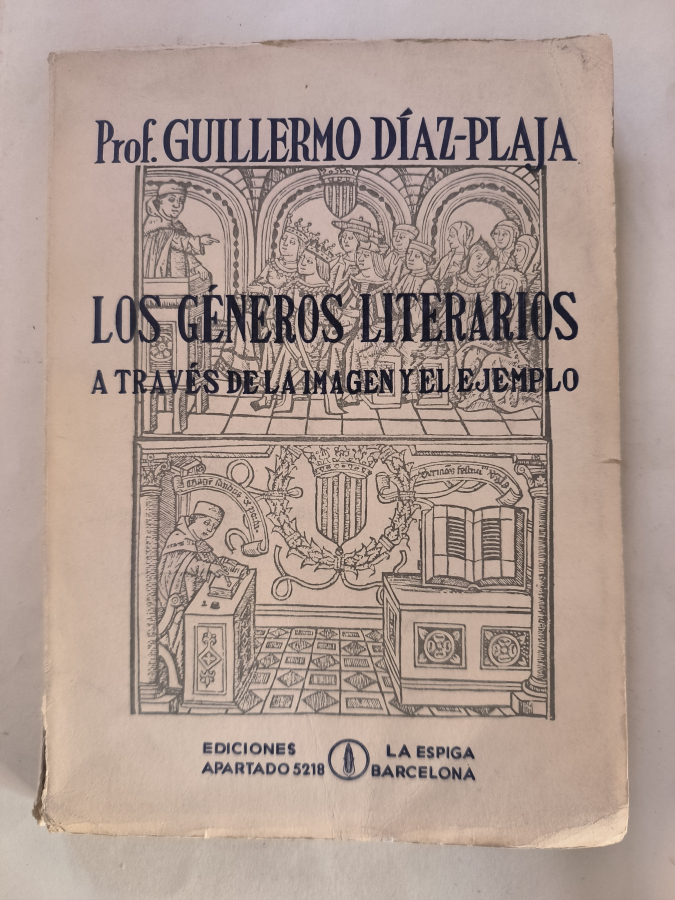 Prof. GUILLERMO DÍAZ-PLAJA
LOS GÉNEROS LITERARIOS
A TRAVÉS DE LA IMAGEN Y EL EJEMPLO
EDICIONES
APARTADO 5218
LA ESPIGA
BARCELONA